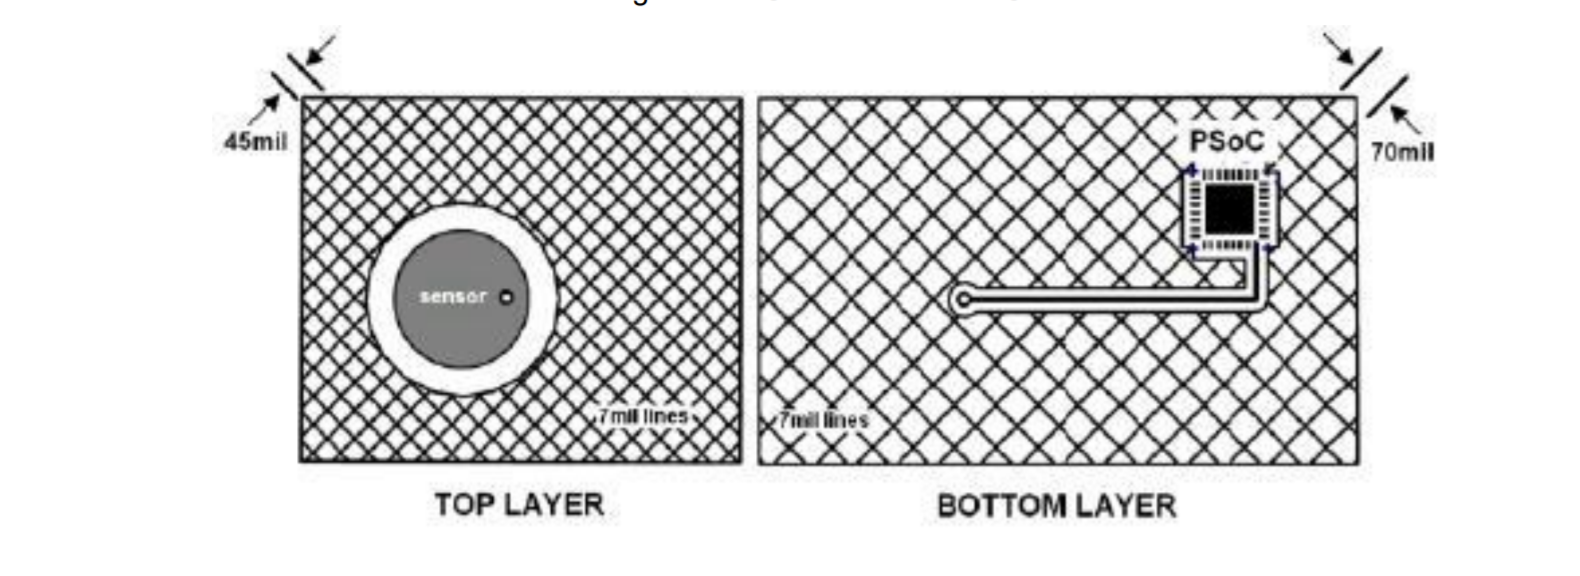 45mil
sensor
7mil lines
TOP LAYER
PSoC
70mil
7mil lines
BOTTOM LAYER